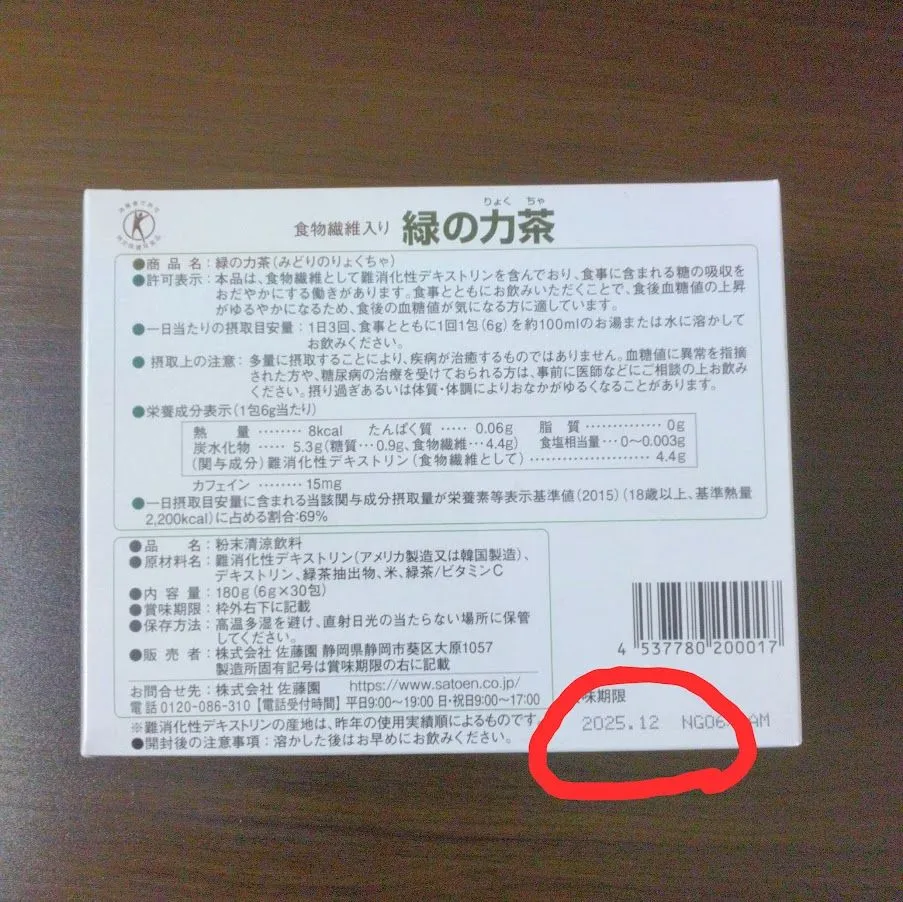 りょく ちゃ
食物繊維入り 緑の力茶
●商 品 名：緑の力茶（みどりのりょくちゃ）
●許可表示：本品は、食物繊維として難消化性デキストリンを含んでおり、食事に含まれる糖の吸収を
おだやかにする働きがあります。食事とともにお飲みいただくことで、食後血糖値の上昇
がゆるやかになるため、食後の血糖値が気になる方に適しています。
●一日当たりの摂取目安量：1日3回、食事とともに1回1包（6g）を約100mlのお湯または水に溶かして
お飲みください。
●摂取上の注意：多量に摂取することにより、疾病が治癒するものではありません。血糖値に異常を指摘
された方や、糖尿病の治療を受けておられる方は、事前に医師などにご相談の上お飲み
ください。摂り過ぎあるいは体質・体調によりおなかがゆるくなることがあります。
●栄養成分表示（1包6g当たり）
熱 量 ……… 8kcal たんぱく質 …… 0.06g 脂 質 ……………… 0g
炭水化物 …… 5.3g（糖質…0.9g、食物繊維…4.4g） 食塩相当量…0～0.003g
（関与成分）難消化性デキストリン（食物繊維として）……………………… 4.4g
カフェイン ……… 15mg
●一日摂取目安量に含まれる当該関与成分摂取量が栄養素等表示基準値（2015）（18歳以上、基準熱量
2,200kcal）に占める割合:69%
●品 名：粉末清涼飲料
●原材料名：難消化性デキストリン（アメリカ製造又は韓国製造）、
デキストリン、緑茶抽出物、米、緑茶/ビタミンC
●内 容 量：180g（6g×30包）
●賞味期限：枠外右下に記載
●保存方法：高温多湿を避け、直射日光の当たらない場所に保管
してください。
●販 売 者：株式会社 佐藤園 静岡県静岡市葵区大原1057
製造所固有記号は賞味期限の右に記載
お問合せ先：株式会社 佐藤園 https://www.satoen.co.jp/
電話 0120-086-310【電話受付時間】平日9:00～19:00 日・祝日9:00～17:00
※難消化性デキストリンの産地は、昨年の使用実績順によるものです。
●開封後の注意事項：溶かした後はお早めにお飲みください。
4 537780 200017
味期限
2025.12